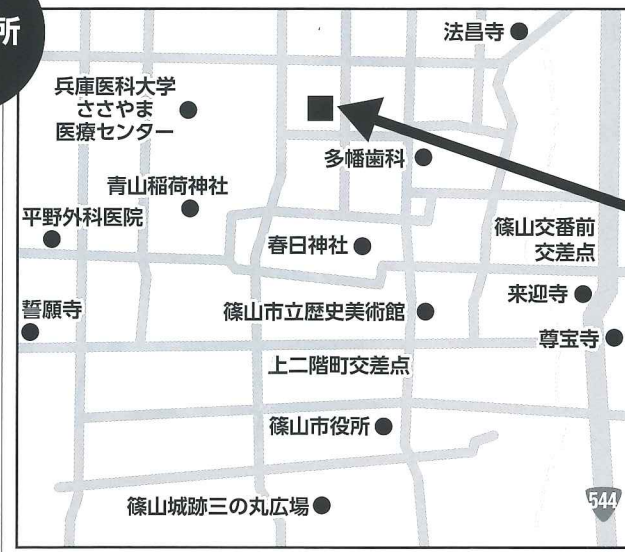 所
法昌寺
兵庫医科大学
ささやま
医療センター
多幡歯科
青山稲荷神社
平野外科医院
春日神社
篠山交番前
交差点
来迎寺
誓願寺
篠山市立歴史美術館
尊宝寺
上二階町交差点
篠山市役所
篠山城跡三の丸広場
544